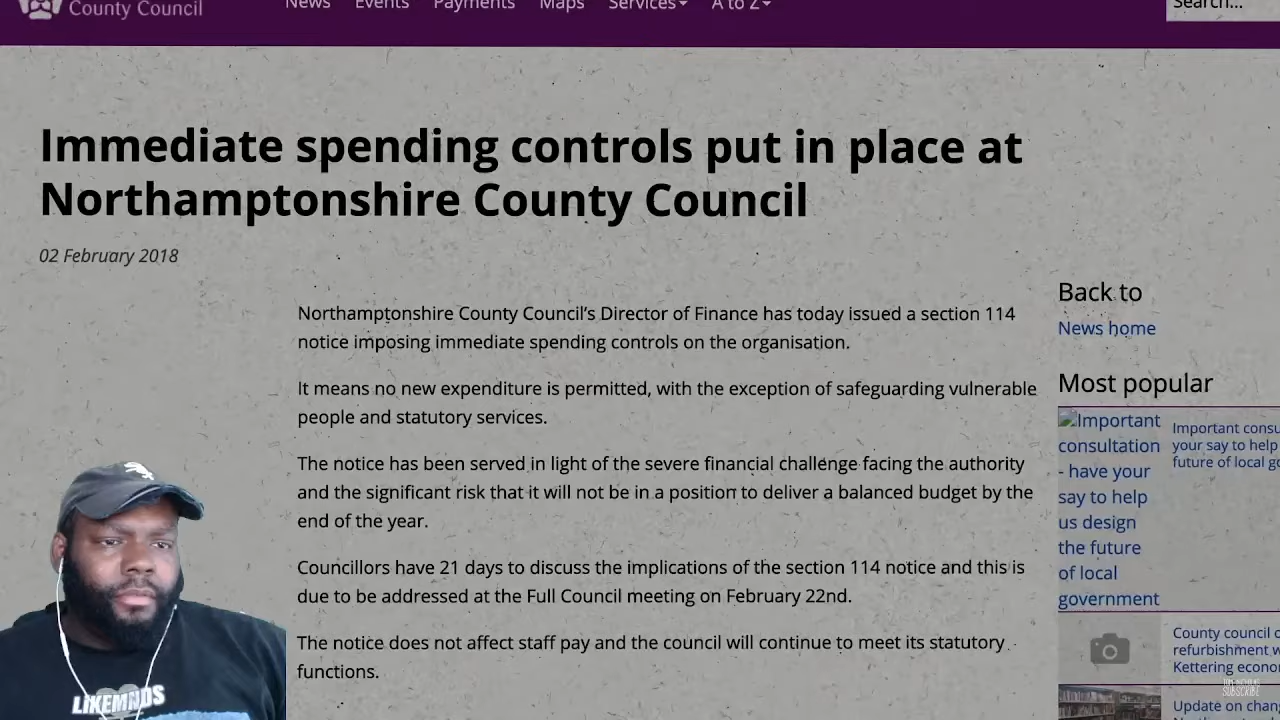 County Council
News Events Payments Maps Services A to Z
Search...
Immediate spending controls put in place at
Northamptonshire County Council
02 February 2018
Northamptonshire County Council's Director of Finance has today issued a section 114
notice imposing immediate spending controls on the organisation.
It means no new expenditure is permitted, with the exception of safeguarding vulnerable
people and statutory services.
The notice has been served in light of the severe financial challenge facing the authority
and the significant risk that it will not be in a position to deliver a balanced budget by the
end of the year.
Councillors have 21 days to discuss the implications of the section 114 notice and this is
due to be addressed at the Full Council meeting on February 22nd.
The notice does not affect staff pay and the council will continue to meet its statutory
functions.
Back to
News home
Most popular
Important
consultation
- have your
say to help
us design
the future
of local
government
Important consu
your say to help
future of local go
County council o
refurbishment w
Kettering econo
Update on chan
LIKEMINDS
SUBSCRIBE